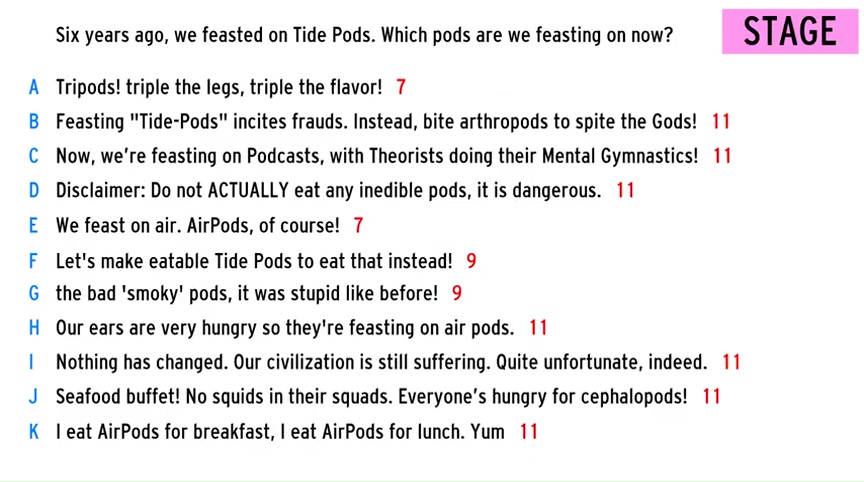 Six years ago, we feasted on Tide Pods. Which pods are we feasting on now?
STAGE
A Tripods! triple the legs, triple the flavor! 7
B Feasting "Tide-Pods" incites frauds. Instead, bite arthropods to spite the Gods! 11
C Now, we're feasting on Podcasts, with Theorists doing their Mental Gymnastics! 11
D Disclaimer: Do not ACTUALLY eat any inedible pods, it is dangerous. 11
E We feast on air. AirPods, of course! 7
F Let's make eatable Tide Pods to eat that instead! 9
G the bad 'smoky' pods, it was stupid like before! 9
H Our ears are very hungry so they're feasting on air pods. 11
I Nothing has changed. Our civilization is still suffering. Quite unfortunate, indeed. 11
J Seafood buffet! No squids in their squads. Everyone's hungry for cephalopods! 11
K I eat AirPods for breakfast, I eat AirPods for lunch. Yum 11